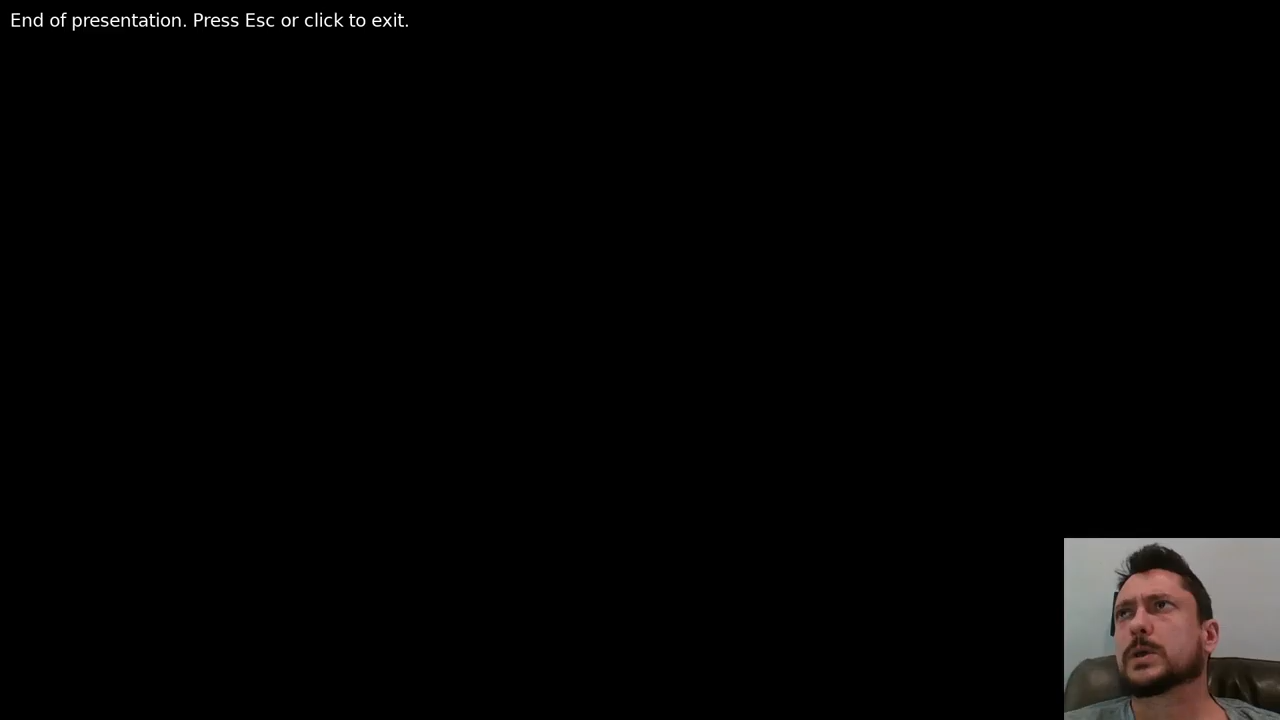 End of presentation. Press Esc or click to exit.